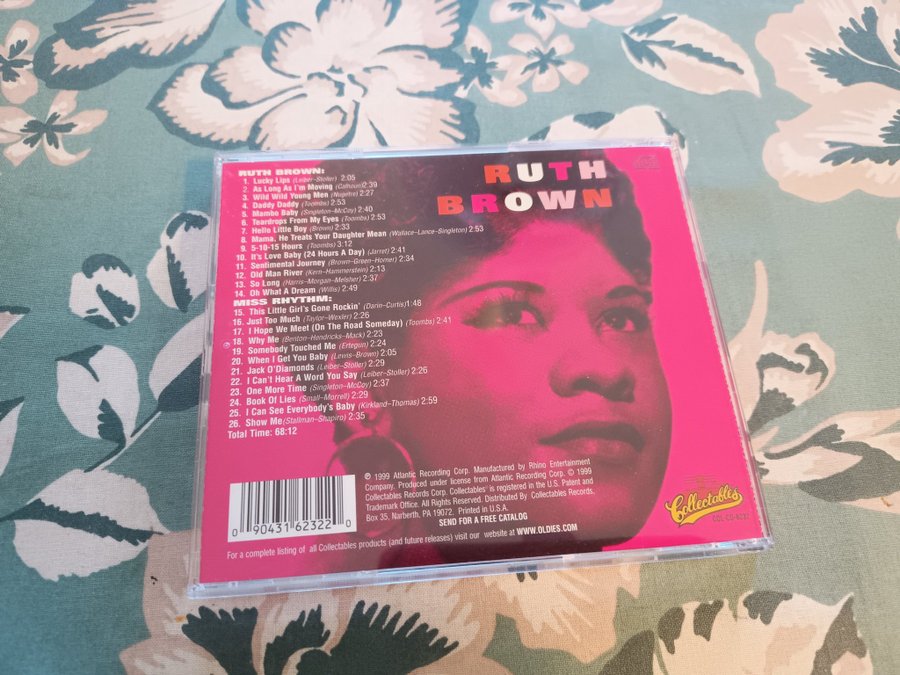 RUTH
BROWN
RUTH BROWN:
1. Lucky Lips (Leiber-Stoller) 2:05
2. As Long As I'm Moving (Calhoun) 2:39
3. Wild Wild Young Men (Nugetre) 2:27
4. Daddy Daddy (Toombs) 2:53
5. Mambo Baby (Singleton-McCoy) 2:40
6. Teardrops From My Eyes (Toombs) 2:53
7. Hello Little Boy (Brown) 2:33
8. Mama, He Treats Your Daughter Mean (Wallace-Lance-Singleton) 2:53
9. 5-10-15 Hours (Toombs) 3:12
10. It's Love Baby (24 Hours A Day) (Jarret) 2:41
11. Sentimental Journey (Brown-Green-Homer) 2:34
12. Old Man River (Kern-Hammerstein) 2:13
13. So Long (Harris-Morgan-Melsher) 2:37
14. Oh What A Dream (Willis) 2:49
MISS RHYTHM:
15. This Little Girl's Gone Rockin' (Darin-Curtis) 1:48
16. Just Too Much (Taylor-Wexler) 2:26
17. I Hope We Meet (On The Road Someday) (Toombs) 2:41
18. Why Me (Benton-Hendricks-Mack) 2:23
19. Somebody Touched Me (Ertegum) 2:24
20. When I Get You Baby (Lewis-Brown) 2:05
21. Jack O'Diamonds (Leiber-Stoller) 2:29
22. I Can't Hear A Word You Say (Leiber-Stoller) 2:26
23. One More Time (Singleton-McCoy) 2:37
24. Book Of Lies (Small-Morrell) 2:29
25. I Can See Everybody's Baby (Kirkland-Thomas) 2:59
26. Show Me (Stallman-Shapiro) 2:35
Total Time: 68:12
℗ 1999 Atlantic Recording Corp. Manufactured by Rhino Entertainment
Company. Produced under license from Atlantic Recording Corp. © 1999
Collectables Records Corp. Collectables® is registered in the U.S. Patent and
Trademark Office. All Rights Reserved. Distributed By Collectables Records,
Box 35, Narberth, PA 19072. Printed in U.S.A.
SEND FOR A FREE CATALOG
0 90431 62322 0
Collectables
For a complete listing of all Collectables products (and future releases) visit our website at WWW.OLDIES.COM